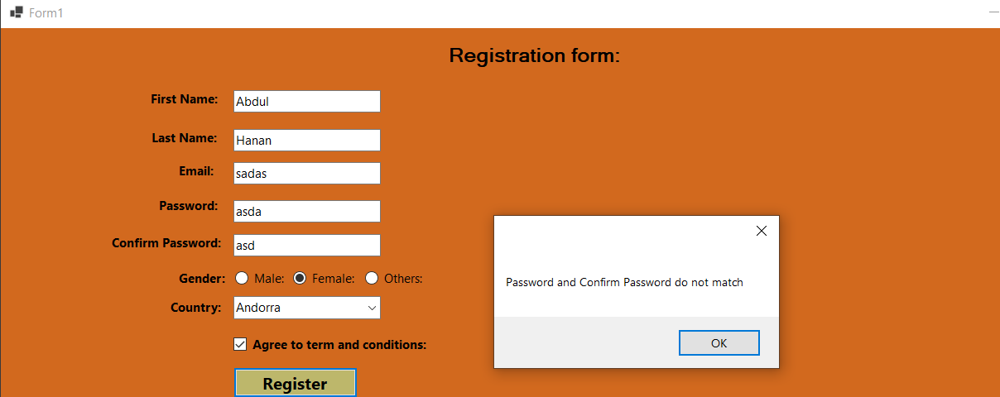 Form1
Registration form:
First Name: Abdul
Last Name: Hanan
Email: sadas
Password: asda
Confirm Password: asd
Gender: Male: Female: Others:
Country: Andorra
Agree to term and conditions:
Register
Password and Confirm Password do not match
OK